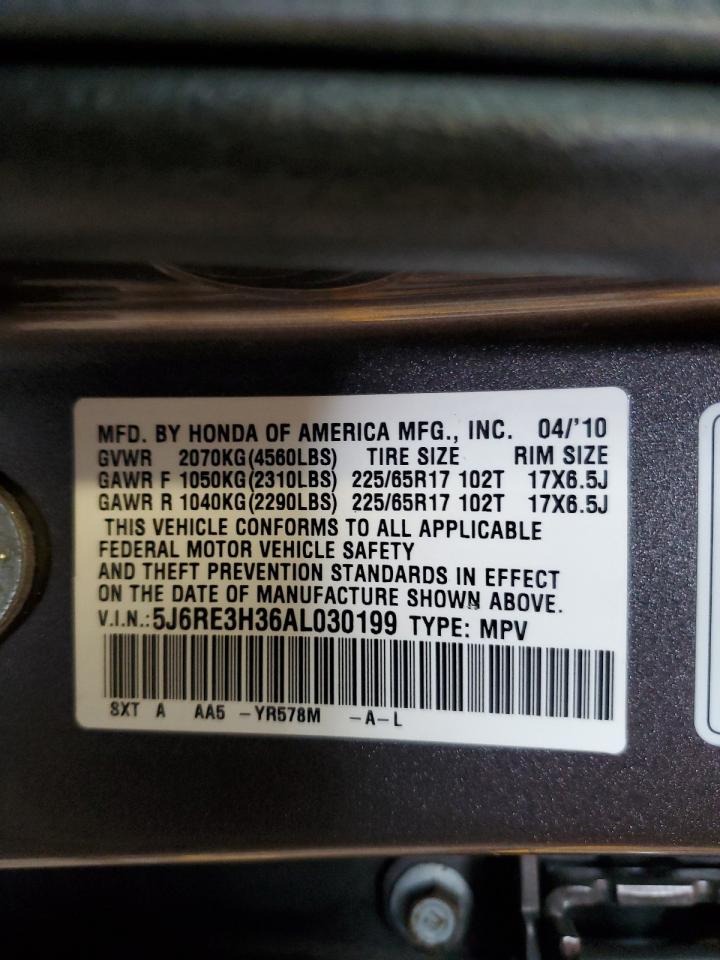 MFD. BY HONDA OF AMERICA MFG., INC. 04/'10
GVWR 2070KG(4560LBS) TIRE SIZE RIM SIZE
GAWR F 1050KG(2310LBS) 225/65R17 102T 17X6.5J
GAWR R 1040KG(2290LBS) 225/65R17 102T 17X6.5J
THIS VEHICLE CONFORMS TO ALL APPLICABLE
FEDERAL MOTOR VEHICLE SAFETY
AND THEFT PREVENTION STANDARDS IN EFFECT
ON THE DATE OF MANUFACTURE SHOWN ABOVE.
V.I.N.:5J6RE3H36AL030199 TYPE: MPV
SXT A AA5 -YR578M -A-L